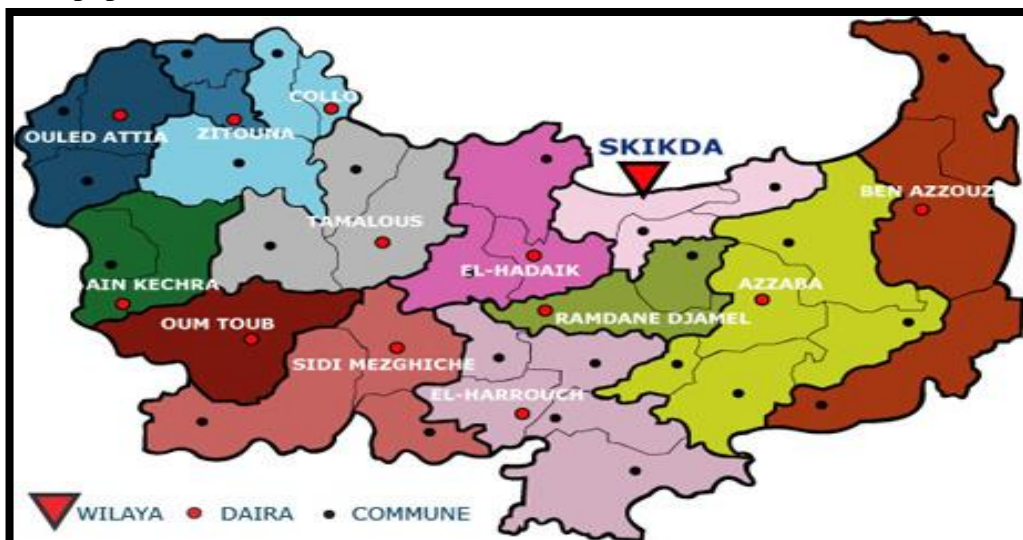 COLLO
OULED ATTIA
ZITOUNA
SKIKDA
BEN AZZOUZ
TAMALOUS
EL-HADAIK
AIN KECHRA
AZZABA
OUM TOUB
RAMDANE DJAMEL
SIDI MEZGHICHE
EL-HARROUCH
WILAYA DAIRA COMMUNE